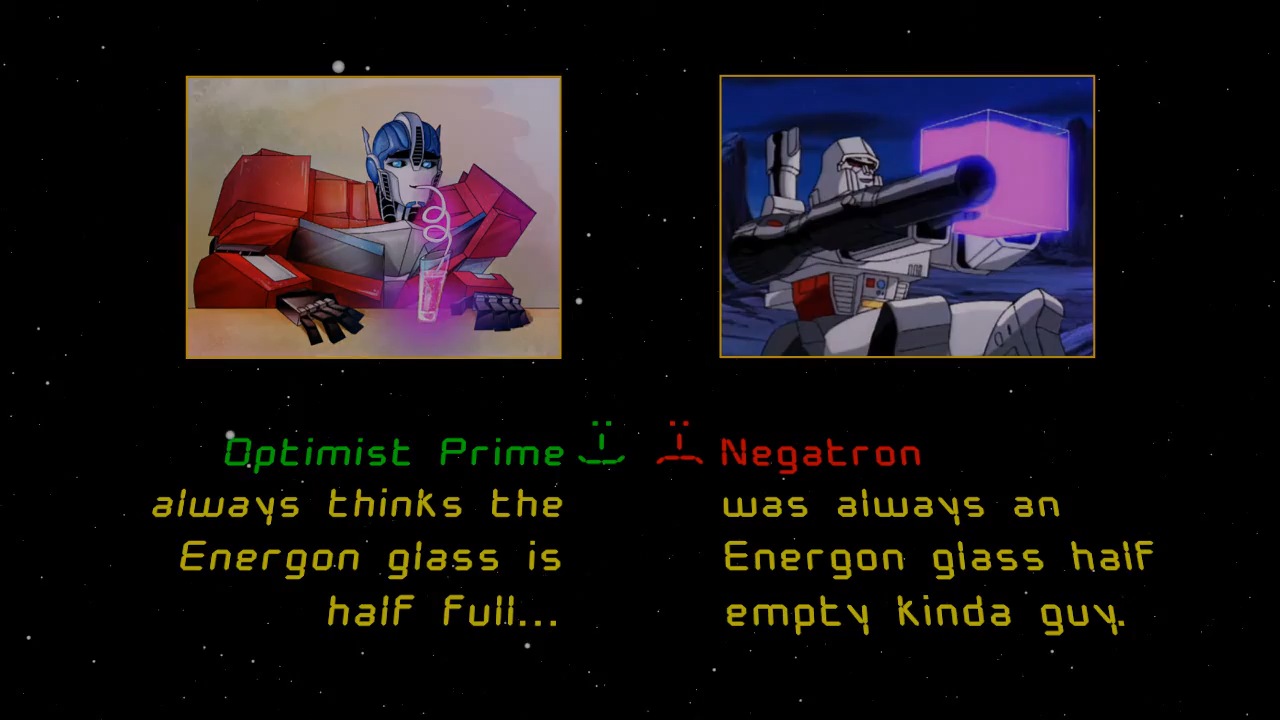 Optimist Prime
always thinks the
Energon glass is
half full...
Negatron
was always an
Energon glass half
empty kinda guy.